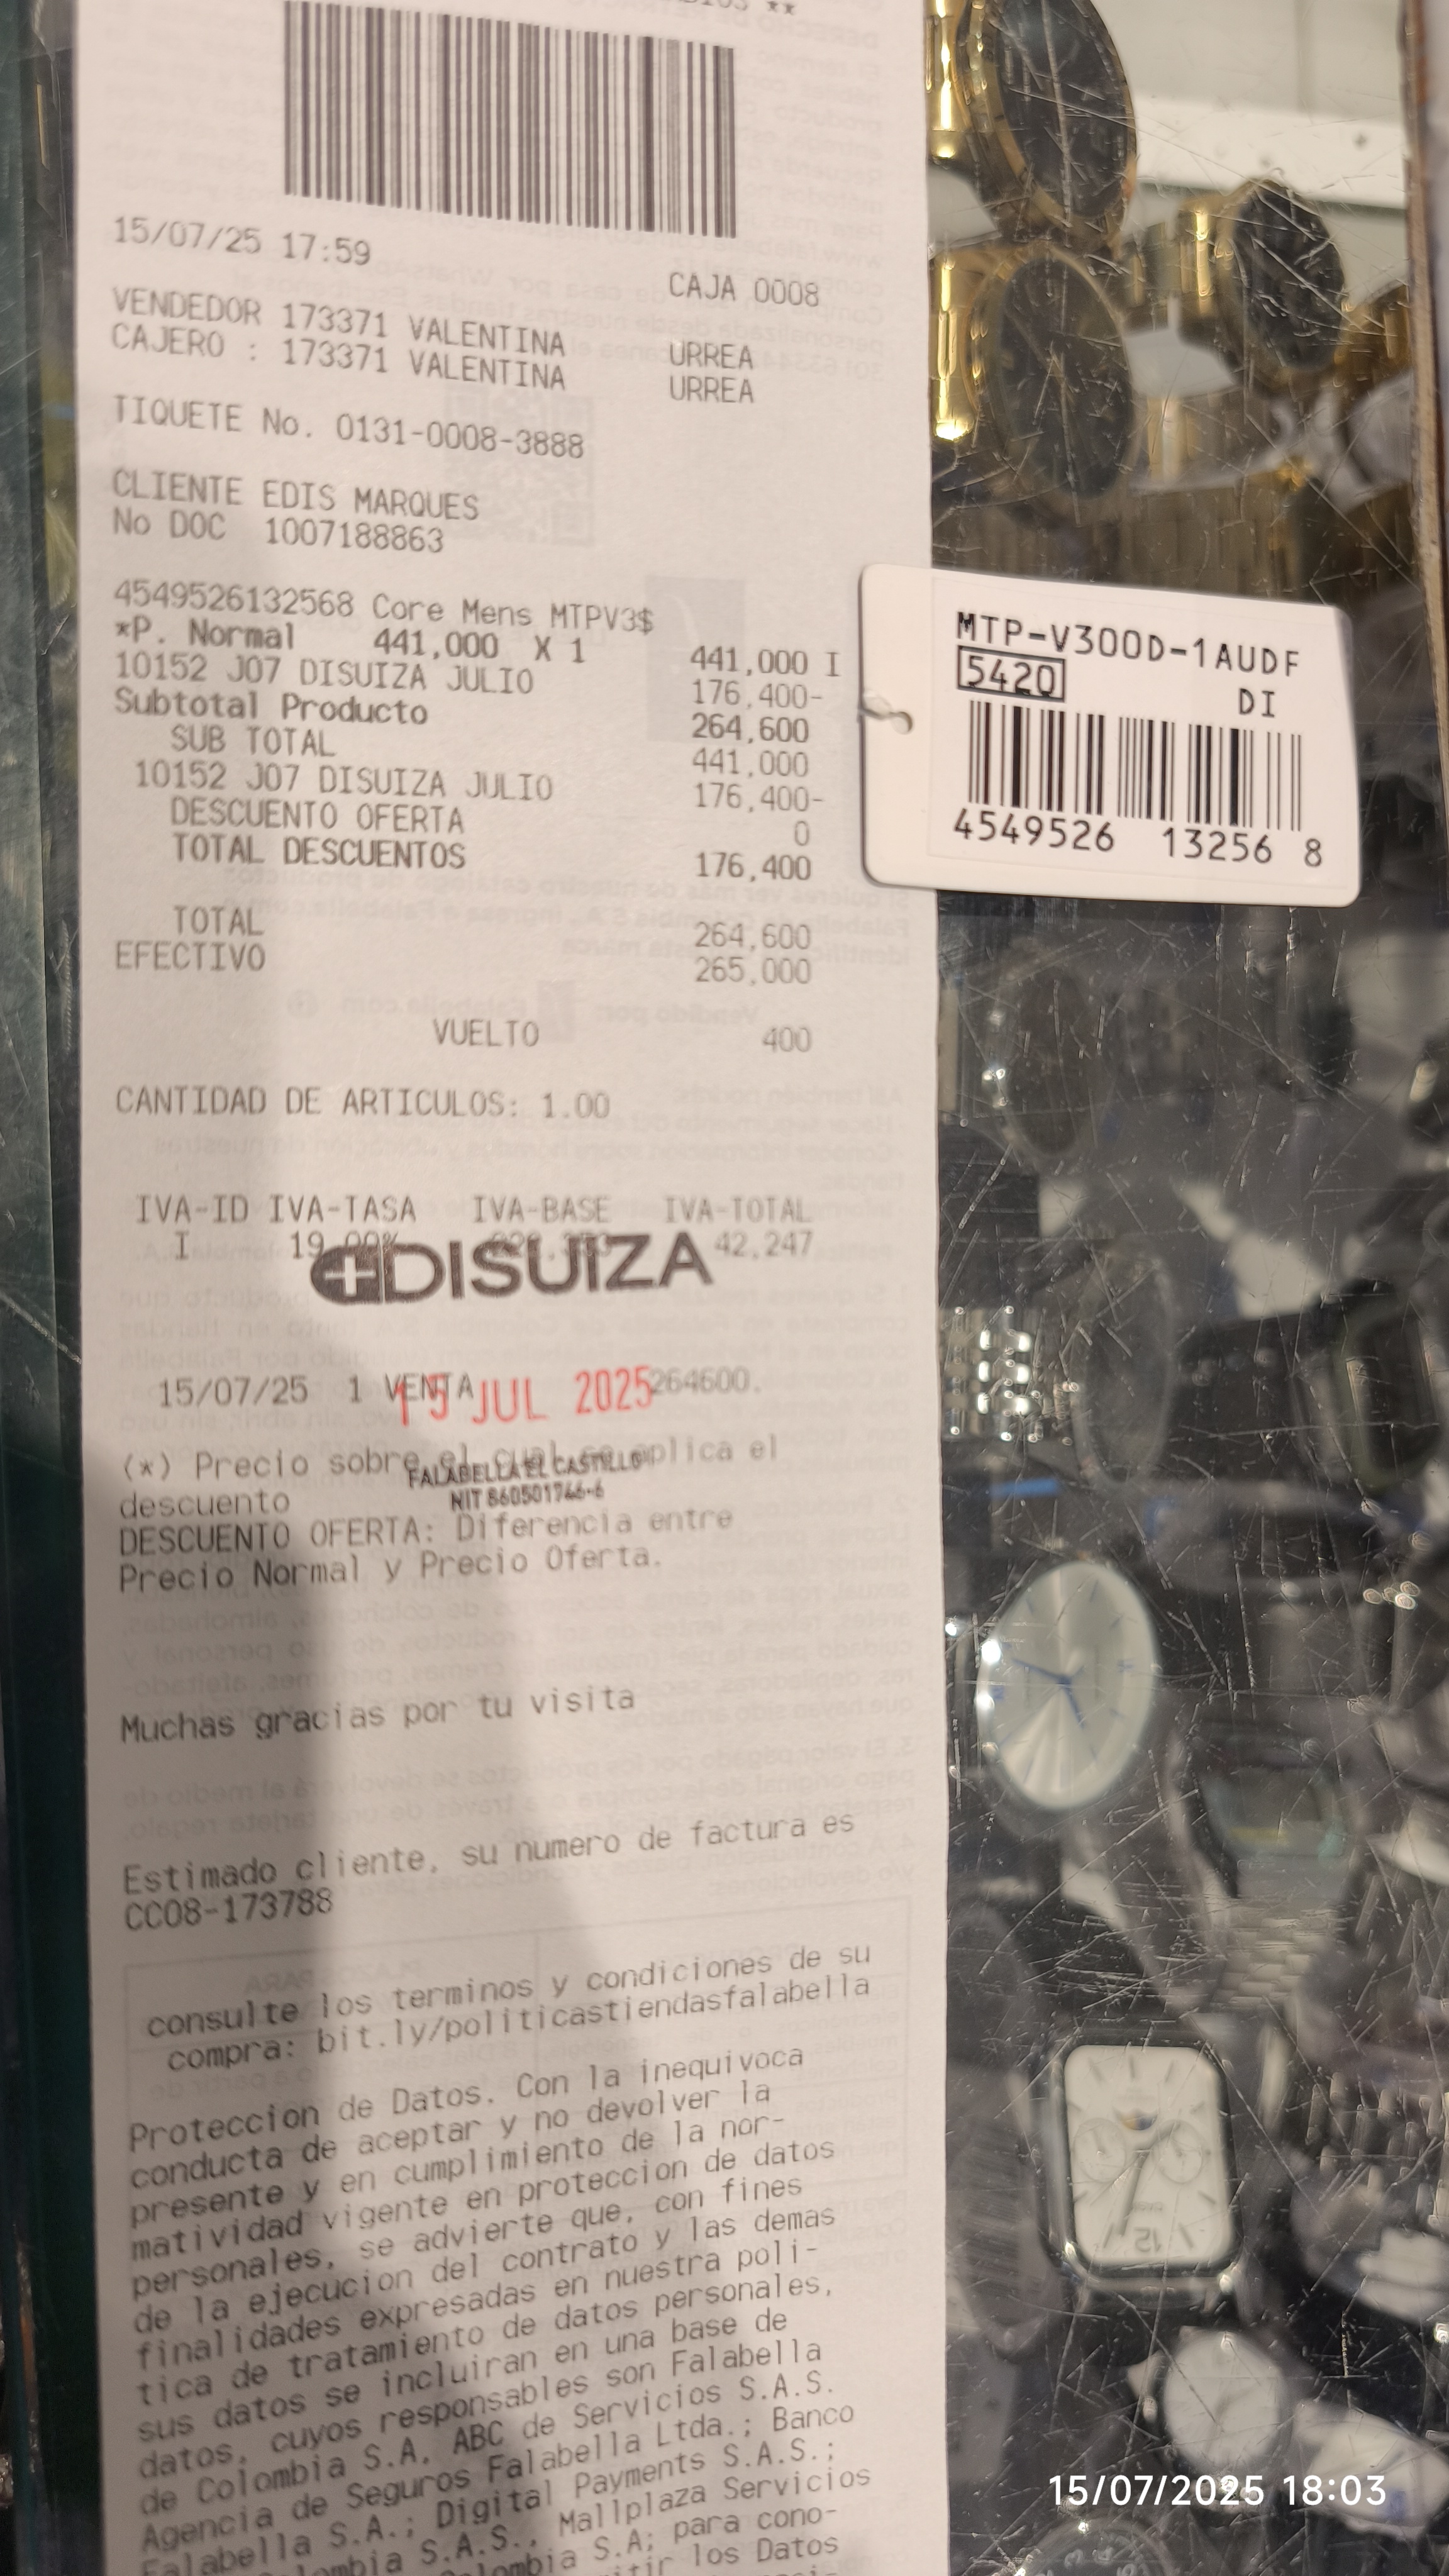 **
15/07/25 17:59
CAJA 0008
VENDEDOR 173371 VALENTINA URREA
CAJERO : 173371 VALENTINA URREA
TIQUETE No. 0131-0008-3888
CLIENTE EDIS MARQUES
No DOC 1007188863
4549526132568 Core Mens MTPV3$
*P. Normal 441,000 X 1 441,000 I
10152 J07 DISUIZA JULIO 176,400-
Subtotal Producto 264,600
SUB TOTAL 441,000
10152 J07 DISUIZA JULIO 176,400-
DESCUENTO OFERTA 0
TOTAL DESCUENTOS 176,400
TOTAL 264,600
EFECTIVO 265,000
VUELTO 400
CANTIDAD DE ARTICULOS: 1.00
IVA-ID IVA-TASA IVA-BASE IVA-TOTAL
I 19.00% 42,247
DISUIZA
15/07/25 1 VENTA 264600.
15 JUL 2025
(*) Precio sobre el cual se aplica el
descuento
FALABELLA EL CASTILLO
NIT 860501746-6
DESCUENTO OFERTA: Diferencia entre
Precio Normal y Precio Oferta.
Muchas gracias por tu visita
Estimado cliente, su numero de factura es
CC08-173788
consulte los terminos y condiciones de su
compra: bit.ly/politicastiendasfalabella
Proteccion de Datos. Con la inequivoca
conducta de aceptar y no devolver la
presente y en cumplimiento de la nor-
matividad vigente en proteccion de datos
personales, se advierte que, con fines
de la ejecucion del contrato y las demas
finalidades expresadas en nuestra poli-
tica de tratamiento de datos personales,
sus datos se incluiran en una base de
datos, cuyos responsables son Falabella
de Colombia S.A, ABC de Servicios S.A.S.
Agencia de Seguros Falabella Ltda.; Banco
Falabella S.A.; Digital Payments S.A.S.;
S.A.S., Mallplaza Servicios
S.A; para cono-
los Datos
MTP-V300D-1AUDF
5420
DI
4549526 13256 8
12
15/07/2025 18:03